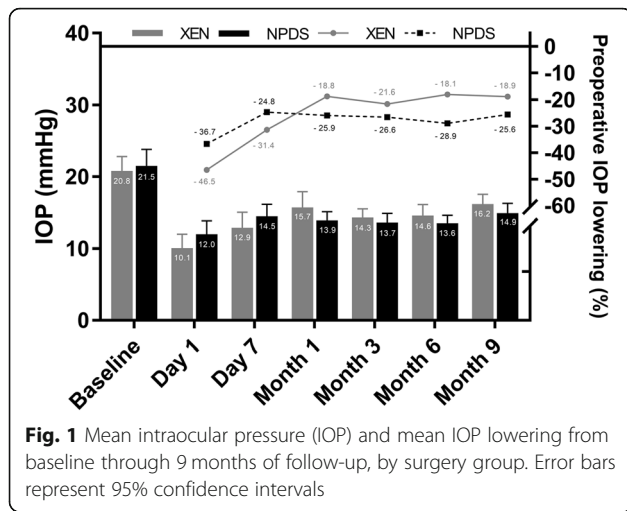 XEN NPDS XEN NPDS
40
30
20
10
0
IOP (mmHg)
0
-10
-20
-30
-40
-50
-60
Preoperative IOP lowering (%)
-46.5 -31.4 -18.8 -21.6 -18.1 -18.9
-36.7 -24.8 -25.9 -26.6 -28.9 -25.6
20.8 21.5 10.1 12.0 12.9 14.5 15.7 13.9 14.3 13.7 14.6 13.6 16.2 14.9
Baseline Day 1 Day 7 Month 1 Month 3 Month 6 Month 9
Fig. 1 Mean intraocular pressure (IOP) and mean IOP lowering from
baseline through 9 months of follow-up, by surgery group. Error bars
represent 95% confidence intervals